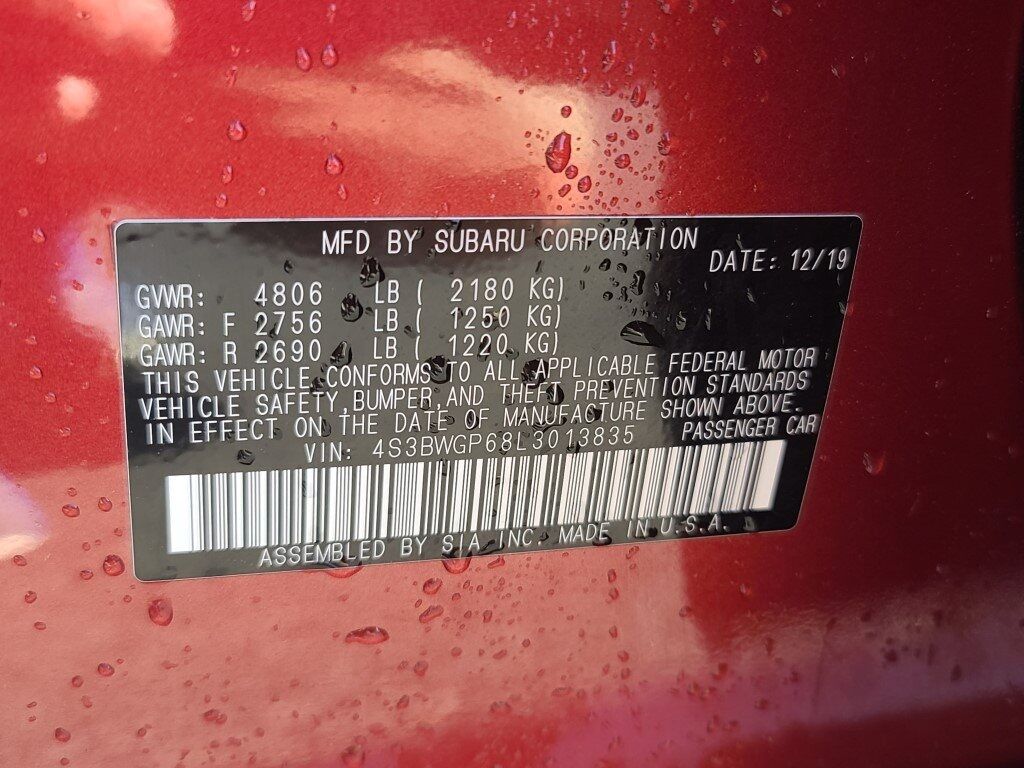 MFD BY SUBARU CORPORATION
DATE: 12/19
GVWR: 4806 LB ( 2180 KG)
GAWR: F 2756 LB ( 1250 KG)
GAWR: R 2690 LB ( 1220 KG)
THIS VEHICLE CONFORMS TO ALL APPLICABLE FEDERAL MOTOR
VEHICLE SAFETY,BUMPER,AND THEFT PREVENTION STANDARDS
IN EFFECT ON THE DATE OF MANUFACTURE SHOWN ABOVE.
VIN: 4S3BWGP68L3013835 PASSENGER CAR
ASSEMBLED BY SIA INC. MADE IN U.S.A.